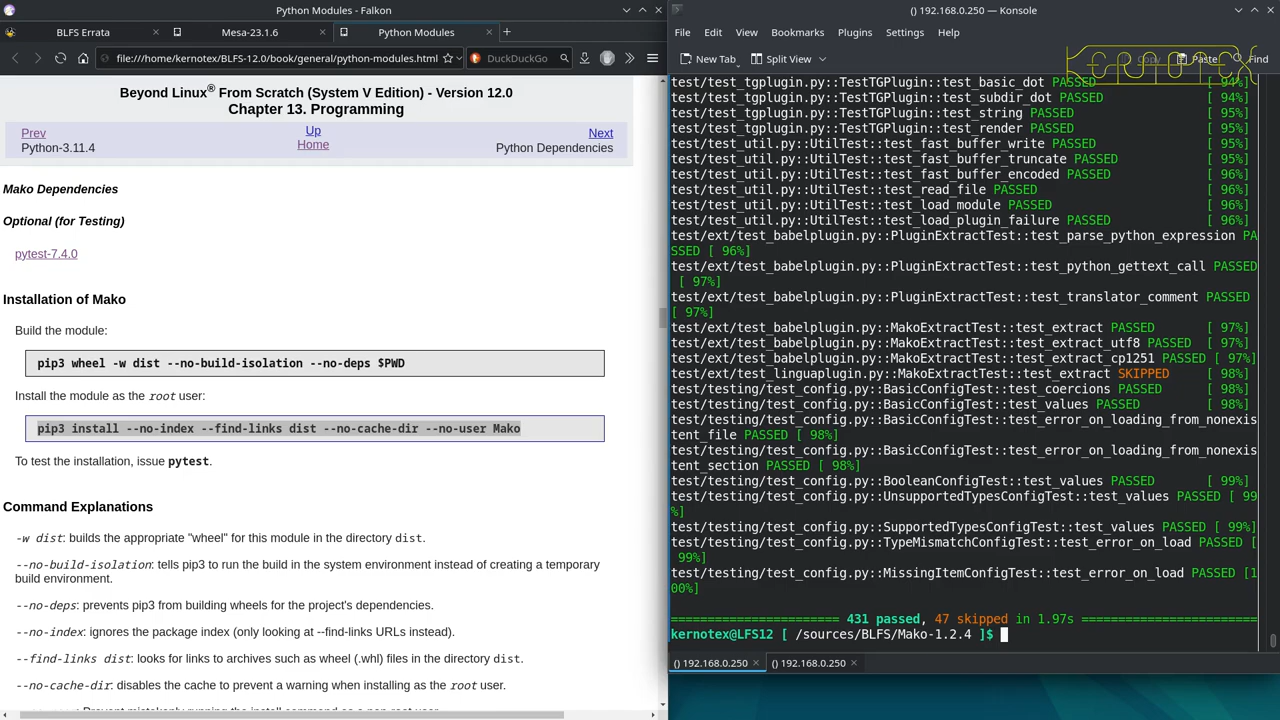 Python Modules - Falkon
BLFS Errata
Mesa-23.1.6
Python Modules
file:///home/kernotex/BLFS-12.0/book/general/python-modules.html
DuckDuckGo
Beyond Linux® From Scratch (System V Edition) - Version 12.0
Chapter 13. Programming
Prev
Up
Next
Python-3.11.4
Home
Python Dependencies
Mako Dependencies
Optional (for Testing)
pytest-7.4.0
Installation of Mako
Build the module:
pip3 wheel -w dist --no-build-isolation --no-deps $PWD
Install the module as the root user:
pip3 install --no-index --find-links dist --no-cache-dir --no-user Mako
To test the installation, issue pytest.
Command Explanations
-w dist: builds the appropriate "wheel" for this module in the directory dist.
--no-build-isolation: tells pip3 to run the build in the system environment instead of creating a temporary
build environment.
--no-deps: prevents pip3 from building wheels for the project's dependencies.
--no-index: ignores the package index (only looking at --find-links URLs instead).
--find-links dist: looks for links to archives such as wheel (.whl) files in the directory dist.
--no-cache-dir: disables the cache to prevent a warning when installing as the root user.
() 192.168.0.250 — Konsole
File Edit View Bookmarks Plugins Settings Help
New Tab Split View Copy Paste Find
kernotex
test/test_tgplugin.py::TestTGPlugin::test_basic_dot PASSED [ 94%]
test/test_tgplugin.py::TestTGPlugin::test_subdir_dot PASSED [ 94%]
test/test_tgplugin.py::TestTGPlugin::test_string PASSED [ 95%]
test/test_tgplugin.py::TestTGPlugin::test_render PASSED [ 95%]
test/test_util.py::UtilTest::test_fast_buffer_write PASSED [ 95%]
test/test_util.py::UtilTest::test_fast_buffer_truncate PASSED [ 95%]
test/test_util.py::UtilTest::test_fast_buffer_encoded PASSED [ 96%]
test/test_util.py::UtilTest::test_read_file PASSED [ 96%]
test/test_util.py::UtilTest::test_load_module PASSED [ 96%]
test/test_util.py::UtilTest::test_load_plugin_failure PASSED [ 96%]
test/ext/test_babelplugin.py::PluginExtractTest::test_parse_python_expression PA
SSED [ 96%]
test/ext/test_babelplugin.py::PluginExtractTest::test_python_gettext_call PASSED
[ 97%]
test/ext/test_babelplugin.py::PluginExtractTest::test_translator_comment PASSED
[ 97%]
test/ext/test_babelplugin.py::MakoExtractTest::test_extract PASSED [ 97%]
test/ext/test_babelplugin.py::MakoExtractTest::test_extract_utf8 PASSED [ 97%]
test/ext/test_babelplugin.py::MakoExtractTest::test_extract_cp1251 PASSED [ 97%]
test/ext/test_linguaplugin.py::MakoExtractTest::test_extract SKIPPED [ 98%]
test/testing/test_config.py::BasicConfigTest::test_coercions PASSED [ 98%]
test/testing/test_config.py::BasicConfigTest::test_values PASSED [ 98%]
test/testing/test_config.py::BasicConfigTest::test_error_on_loading_from_nonexis
tent_file PASSED [ 98%]
test/testing/test_config.py::BasicConfigTest::test_error_on_loading_from_nonexis
tent_section PASSED [ 98%]
test/testing/test_config.py::BooleanConfigTest::test_values PASSED [ 99%]
test/testing/test_config.py::UnsupportedTypesConfigTest::test_values PASSED [ 99
%]
test/testing/test_config.py::SupportedTypesConfigTest::test_values PASSED [ 99%]
test/testing/test_config.py::TypeMismatchConfigTest::test_error_on_load PASSED [
99%]
test/testing/test_config.py::MissingItemConfigTest::test_error_on_load PASSED [1
00%]
======================= 431 passed, 47 skipped in 1.97s ========================
kernotex@LFS12 [ /sources/BLFS/Mako-1.2.4 ]$
() 192.168.0.250
() 192.168.0.250